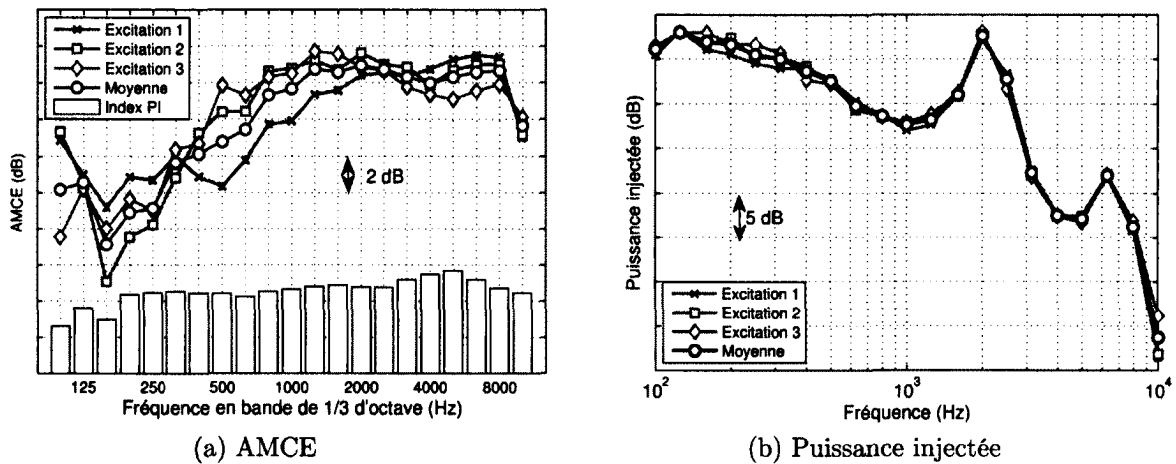 Excitation 1
Excitation 2
Excitation 3
Moyenne
Index PI
AMCE (dB)
2 dB
125 250 500 1000 2000 4000 8000
Fréquence en bande de 1/3 d'octave (Hz)
(a) AMCE
Puissance injectée (dB)
5 dB
Excitation 1
Excitation 2
Excitation 3
Moyenne
10² 10³ 10⁴
Fréquence (Hz)
(b) Puissance injectée